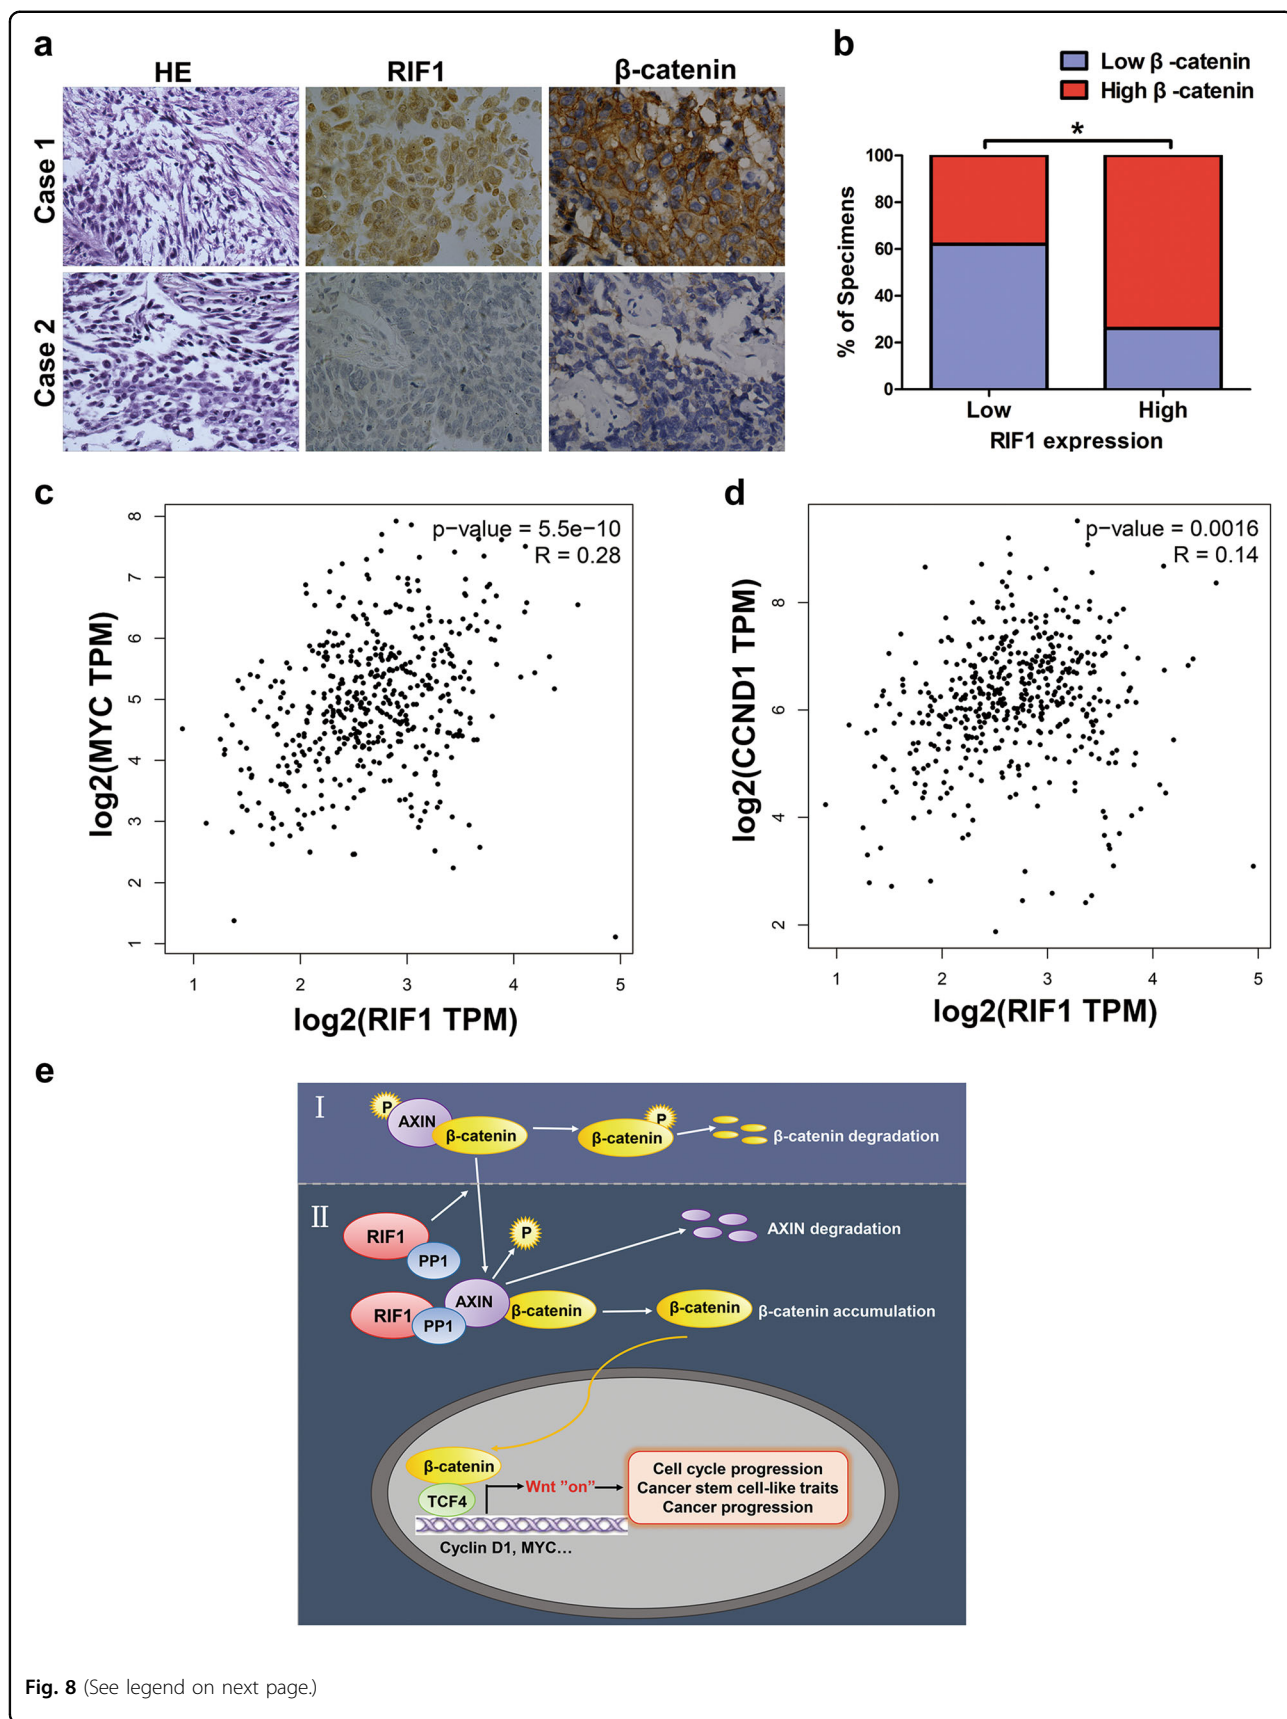 a
HE
RIF1
β-catenin
Case 1
Case 2
b
Low β -catenin
High β -catenin
*
% of Specimens
100
80
60
40
20
0
Low
High
RIF1 expression
c
p−value = 5.5e−10
R = 0.28
log2(MYC TPM)
8
7
6
5
4
3
2
1
1
2
3
4
5
log2(RIF1 TPM)
d
p−value = 0.0016
R = 0.14
log2(CCND1 TPM)
8
6
4
2
1
2
3
4
5
log2(RIF1 TPM)
e
I
P
AXIN
β-catenin
P
β-catenin
β-catenin degradation
II
RIF1
PP1
P
AXIN degradation
RIF1
PP1
AXIN
β-catenin
β-catenin
β-catenin accumulation
β-catenin
TCF4
Wnt ”on”
Cell cycle progression
Cancer stem cell-like traits
Cancer progression
Cyclin D1, MYC...
Fig. 8 (See legend on next page.)